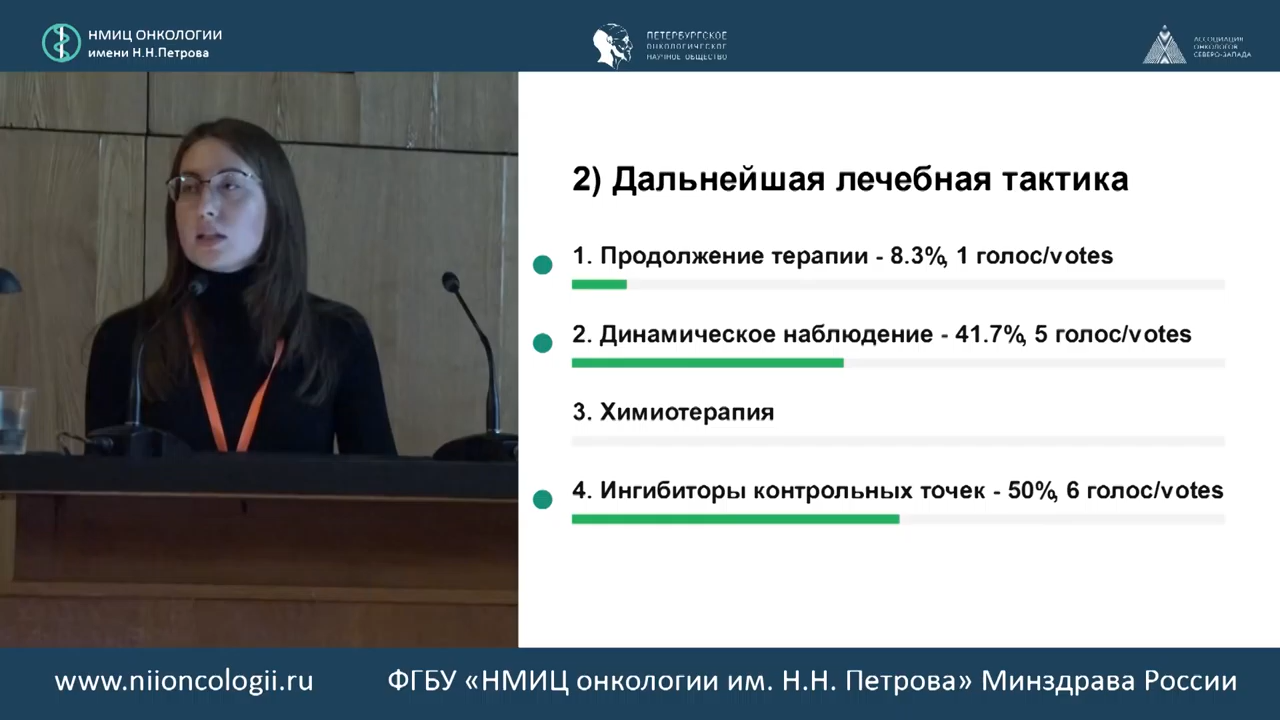 НМИЦ ОНКОЛОГИИ
имени Н.Н.Петрова
ПЕТЕРБУРГСКОЕ
ОНКОЛОГИЧЕСКОЕ
НАУЧНОЕ ОБЩЕСТВО
АССОЦИАЦИЯ
ОНКОЛОГОВ
СЕВЕРО-ЗАПАДА
2) Дальнейшая лечебная тактика
1. Продолжение терапии - 8.3%, 1 голос/votes
2. Динамическое наблюдение - 41.7%, 5 голос/votes
3. Химиотерапия
4. Ингибиторы контрольных точек - 50%, 6 голос/votes
www.niioncologii.ru
ФГБУ «НМИЦ онкологии им. Н.Н. Петрова» Минздрава России